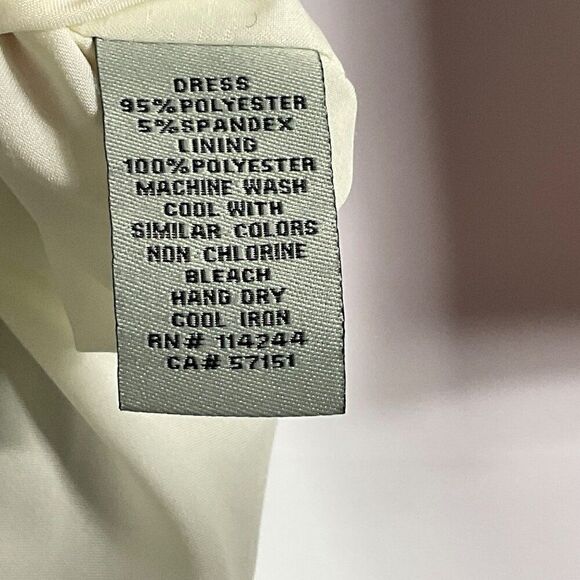 DRESS
95%POLYESTER
5%SPANDEX
LINING
100%POLYESTER
MACHINE WASH
COOL WITH
SIMILAR COLORS
NON CHLORINE
BLEACH
HANG DRY
COOL IRON
RN# 114244
CA# 57151